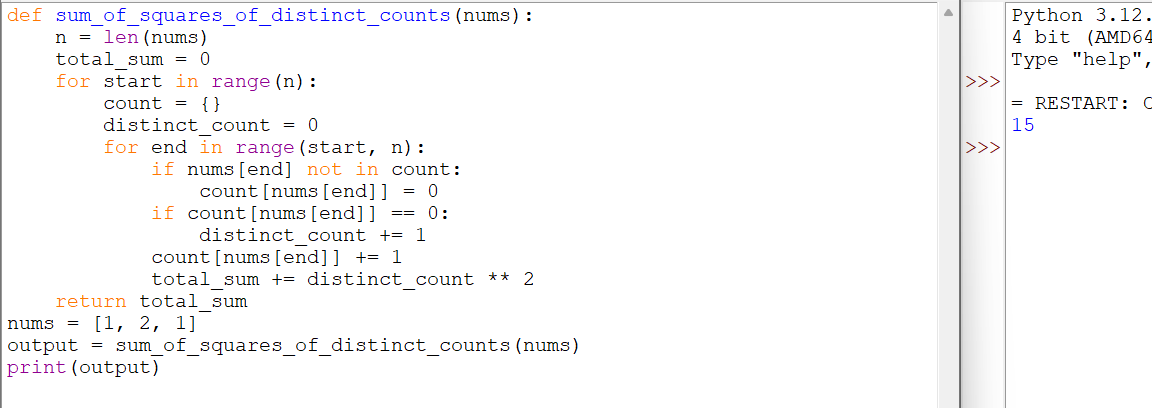 def sum_of_squares_of_distinct_counts(nums):
    n = len(nums)
    total_sum = 0
    for start in range(n):
        count = {}
        distinct_count = 0
        for end in range(start, n):
            if nums[end] not in count:
                count[nums[end]] = 0
            if count[nums[end]] == 0:
                distinct_count += 1
            count[nums[end]] += 1
            total_sum += distinct_count ** 2
    return total_sum
nums = [1, 2, 1]
output = sum_of_squares_of_distinct_counts(nums)
print(output)
Python 3.12.
4 bit (AMD64
Type "help",
>>>
= RESTART: C
15
>>>